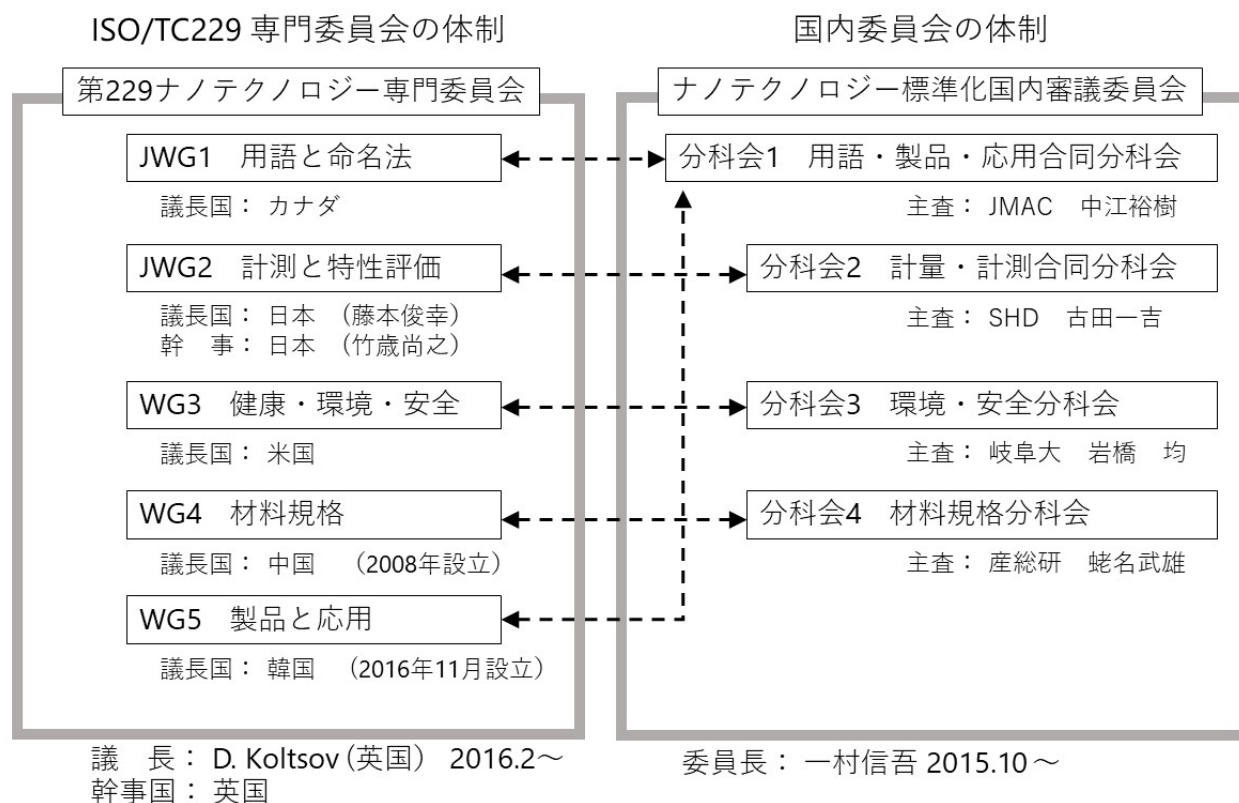 ISO/TC229 専門委員会の体制
第229ナノテクノロジー専門委員会
JWG1 用語と命名法
議長国： カナダ
JWG2 計測と特性評価
議長国： 日本 （藤本俊幸）
幹　事： 日本 （竹歳尚之）
WG3 健康・環境・安全
議長国： 米国
WG4 材料規格
議長国： 中国 （2008年設立）
WG5 製品と応用
議長国： 韓国 （2016年11月設立）
議　長： D. Koltsov (英国） 2016.2～
幹事国： 英国
国内委員会の体制
ナノテクノロジー標準化国内審議委員会
分科会1 用語・製品・応用合同分科会
主査： JMAC 中江裕樹
分科会2 計量・計測合同分科会
主査： SHD 古田一吉
分科会3 環境・安全分科会
主査： 岐阜大 岩橋　均
分科会4 材料規格分科会
主査： 産総研 蛯名武雄
委員長： 一村信吾 2015.10～